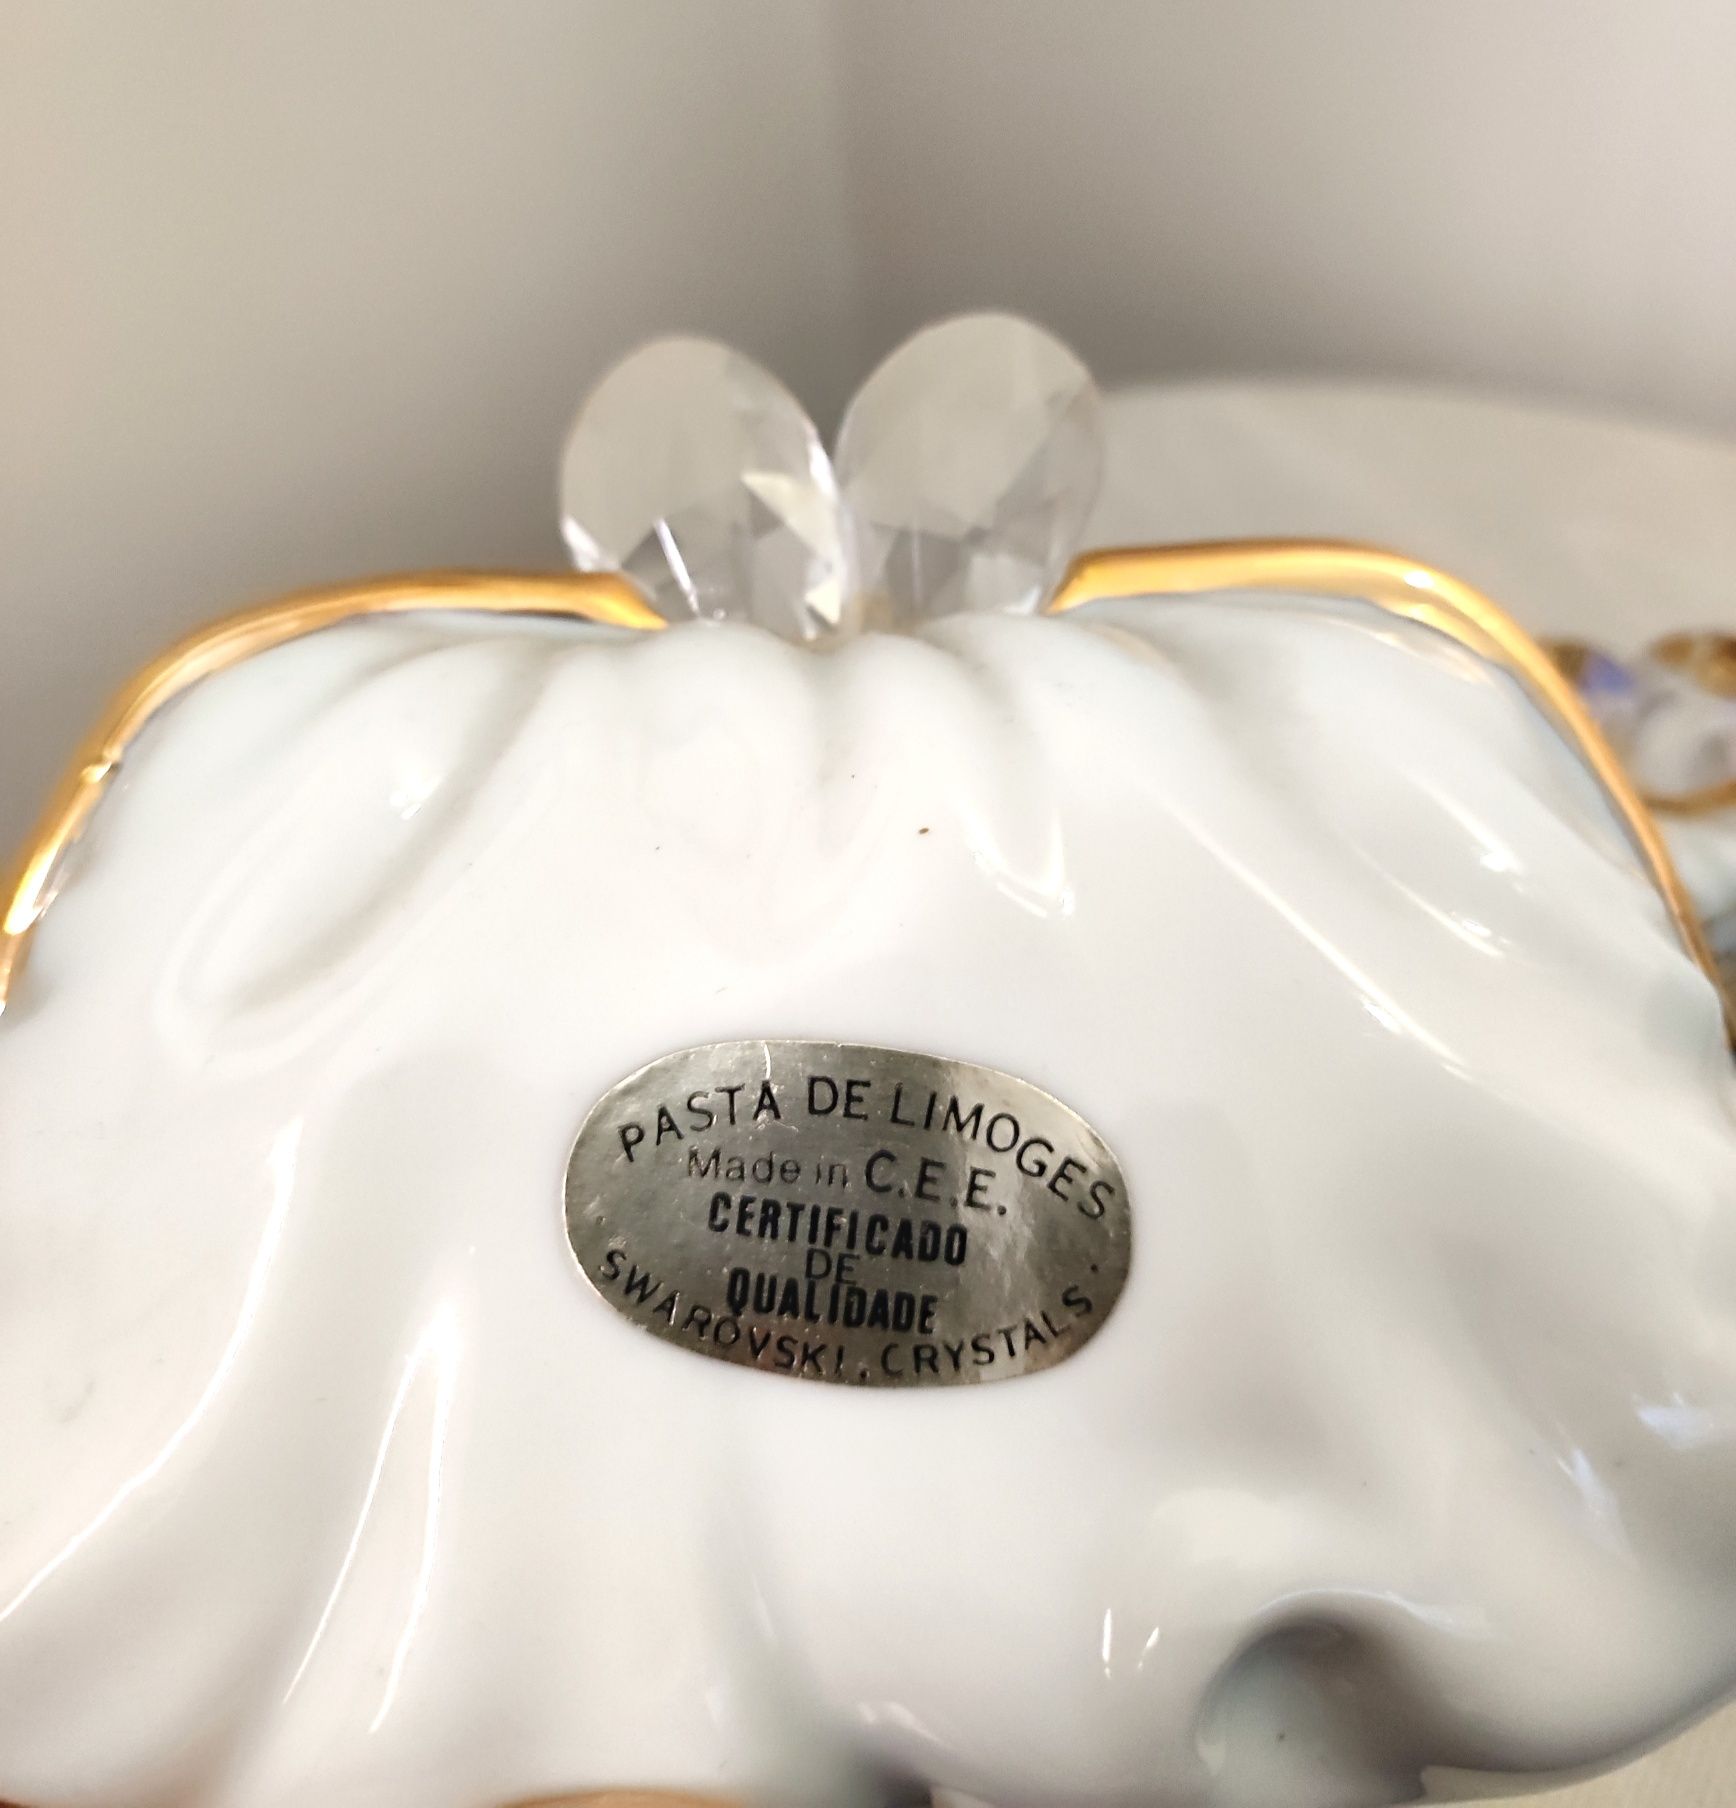 PASTA DE LIMOGES
Made in C.E.E.
CERTIFICADO
DE
QUALIDADE
SWAROVSKI. CRYSTALS.